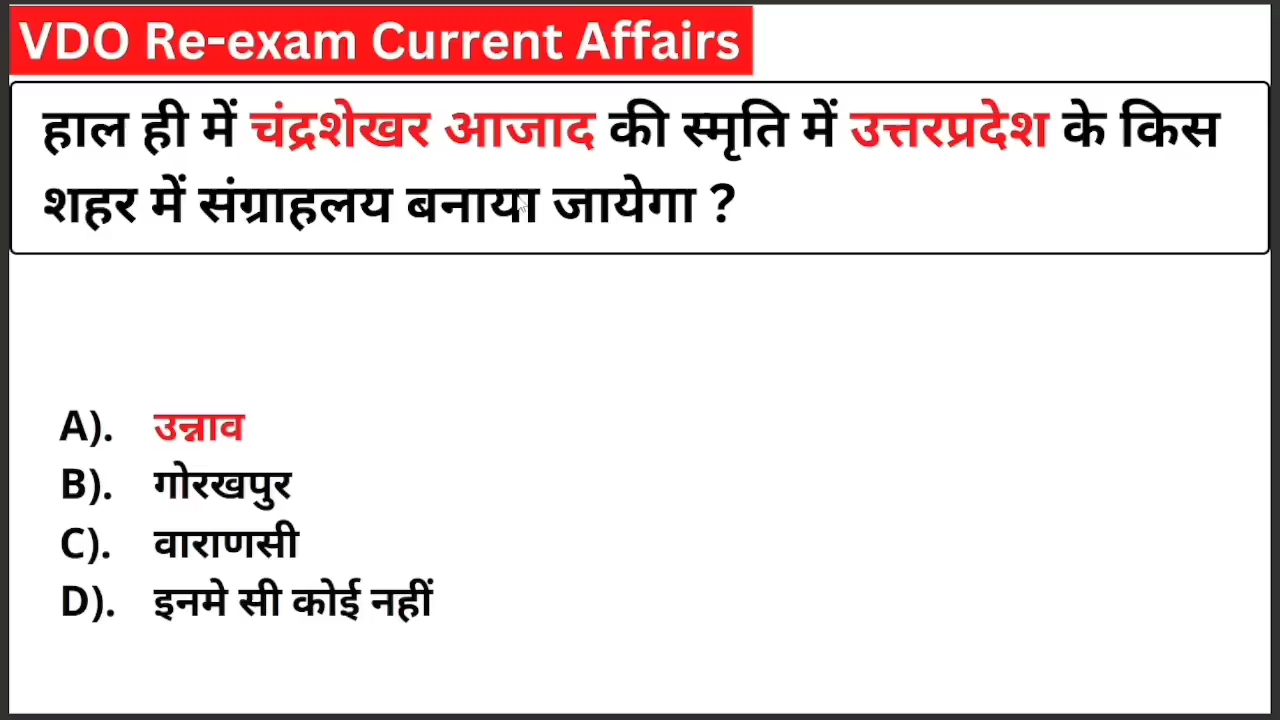 VDO Re-exam Current Affairs
हाल ही में चंद्रशेखर आजाद की स्मृति में उत्तरप्रदेश के किस
शहर में संग्राहलय बनाया जायेगा ?
A). उन्नाव
B). गोरखपुर
C). वाराणसी
D). इनमे सी कोई नहीं